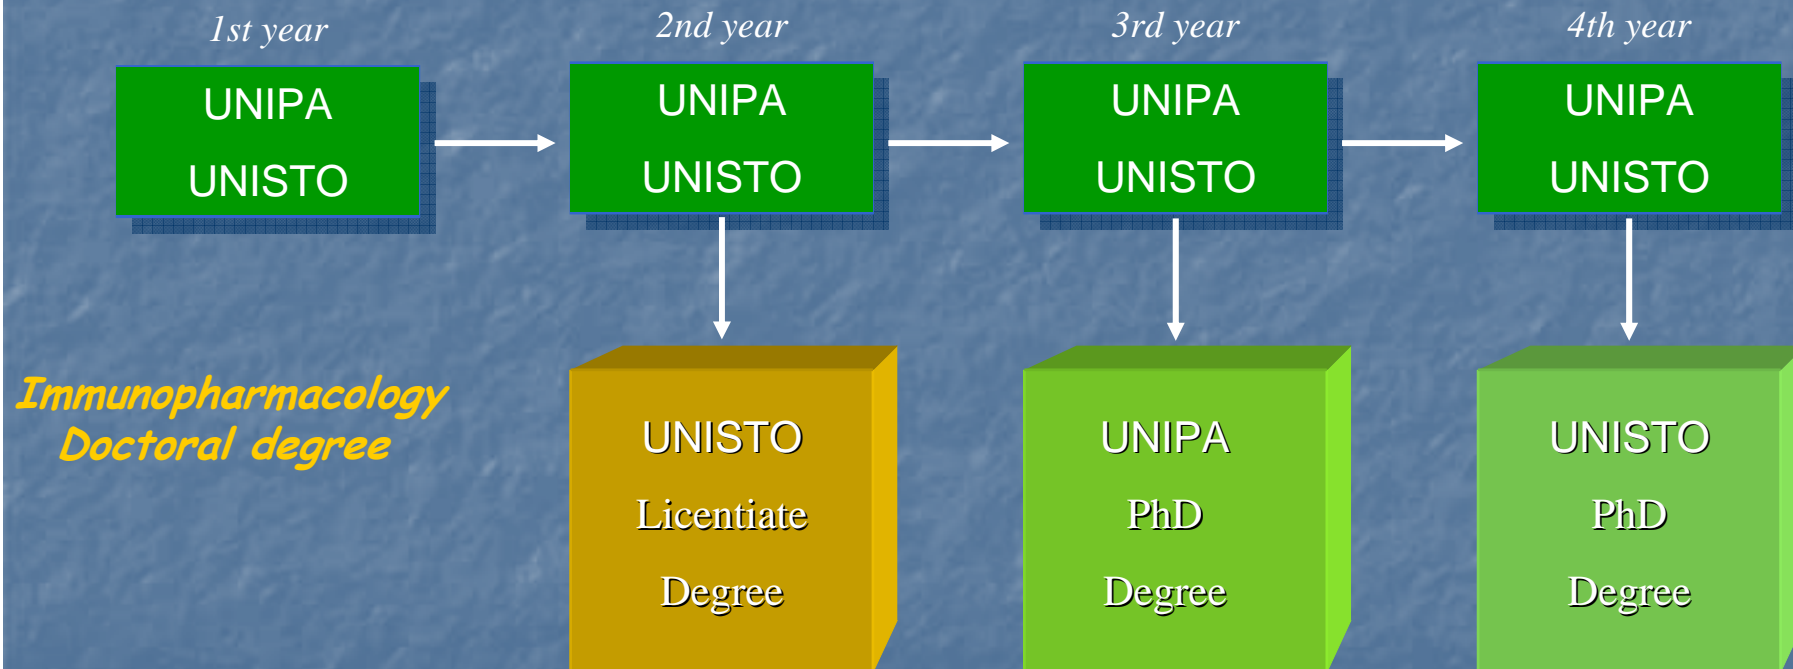 1st year
2nd year
3rd year
4th year
UNIPA
UNISTO
UNIPA
UNISTO
UNIPA
UNISTO
UNIPA
UNISTO
Immunopharmacology
Doctoral degree
UNISTO
Licentiate
Degree
UNIPA
PhD
Degree
UNISTO
PhD
Degree